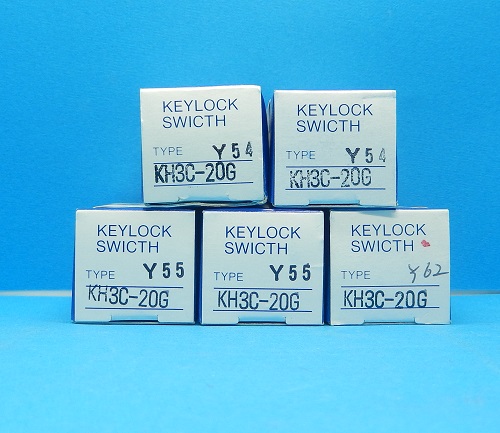 KEYLOCK
SWICTH
TYPE Y54
KH3C-20G
KEYLOCK
SWICTH
TYPE Y54
KH3C-20G
KEYLOCK
SWICTH
TYPE Y55
KH3C-20G
KEYLOCK
SWICTH
TYPE Y55
KH3C-20G
KEYLOCK
SWICTH
TYPE Y62
KH3C-20G